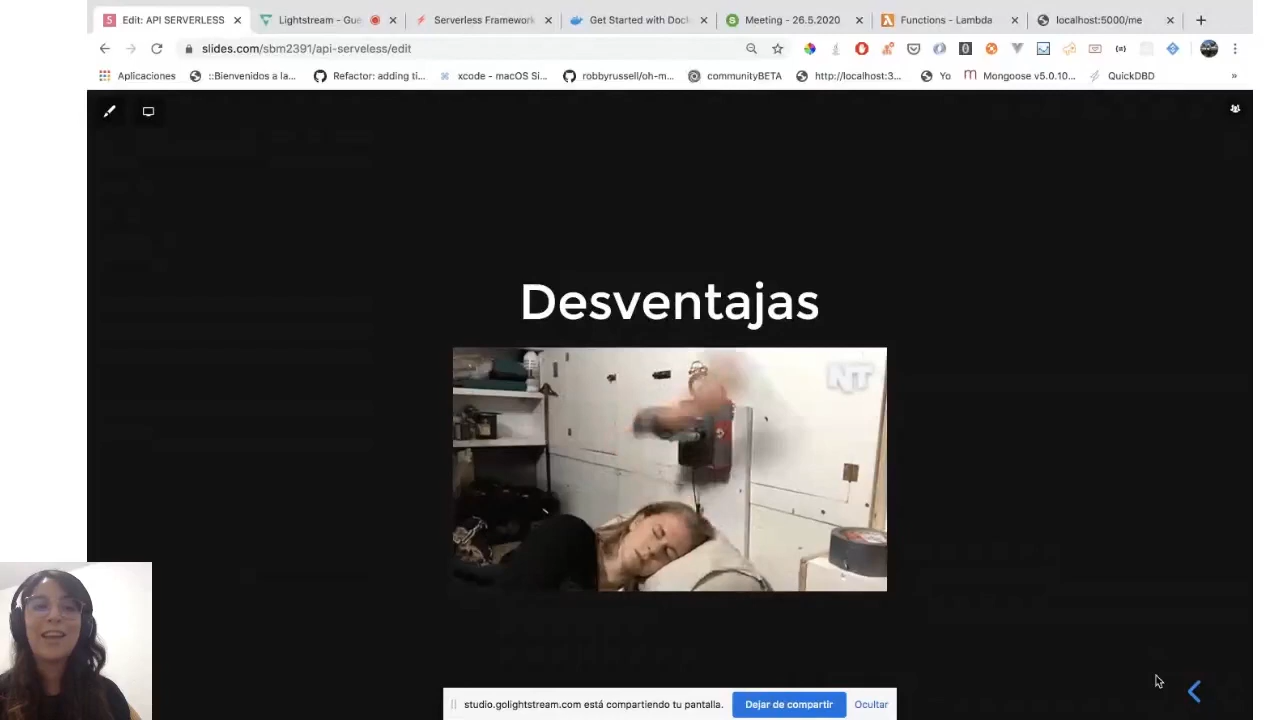 Edit: API SERVERLESS
Lightstream - Gue
Serverless Framework
Get Started with Dock
Meeting - 26.5.2020
Functions - Lambda
localhost:5000/me
slides.com/sbm2391/api-serveless/edit
Aplicaciones
::Bienvenidos a la...
Refactor: adding ti...
xcode - macOS Si...
robbyrussell/oh-m...
communityBETA
http://localhost:3...
Yo
Mongoose v5.0.10...
QuickDBD
»
Desventajas
NT
studio.golightstream.com está compartiendo tu pantalla.
Dejar de compartir
Ocultar